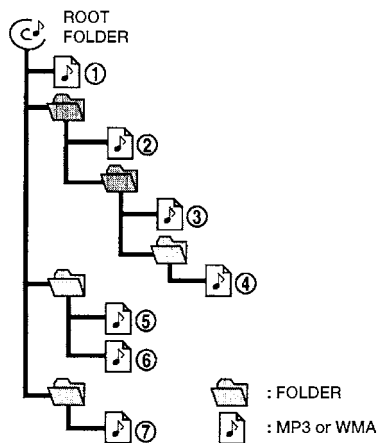 ROOT
FOLDER
①
②
③
④
⑤
⑥
⑦
: FOLDER
: MP3 or WMA